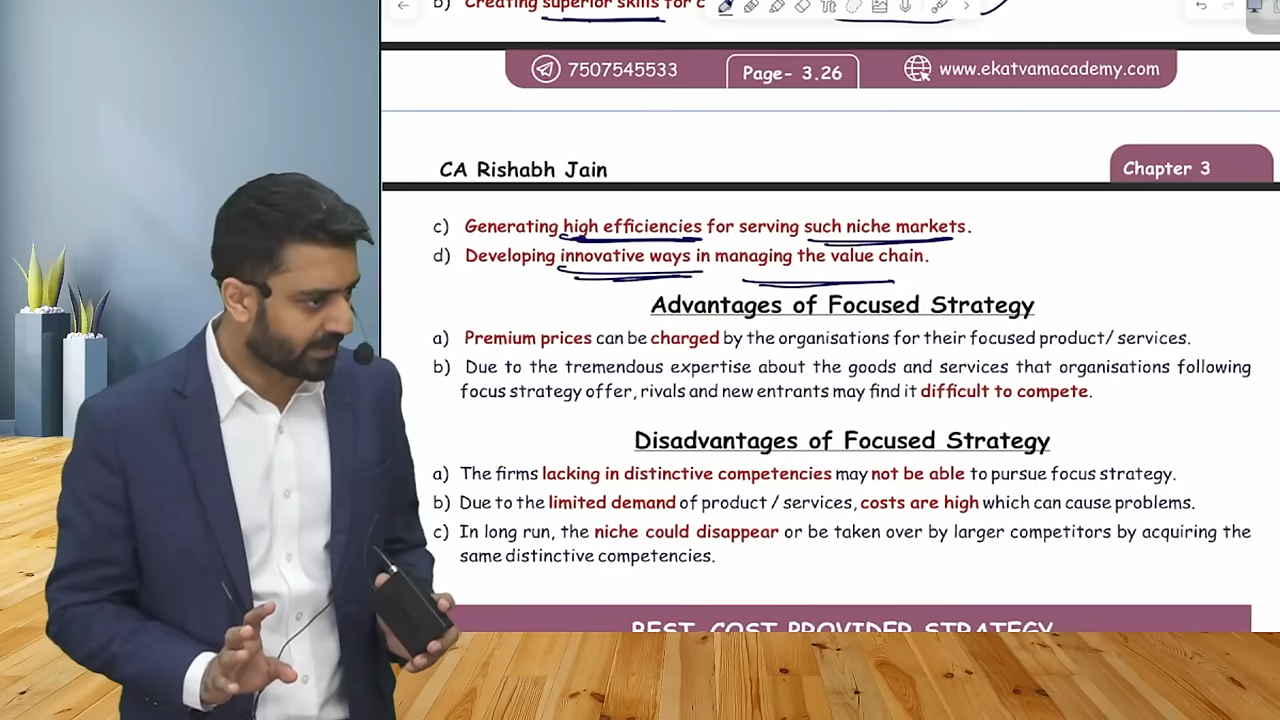 b) Creating superior skills for c
7507545533
Page- 3.26
www.ekatvamacademy.com
CA Rishabh Jain
Chapter 3
c) Generating high efficiencies for serving such niche markets.
d) Developing innovative ways in managing the value chain.
Advantages of Focused Strategy
a) Premium prices can be charged by the organisations for their focused product/ services.
b) Due to the tremendous expertise about the goods and services that organisations following
focus strategy offer, rivals and new entrants may find it difficult to compete.
Disadvantages of Focused Strategy
a) The firms lacking in distinctive competencies may not be able to pursue focus strategy.
b) Due to the limited demand of product / services, costs are high which can cause problems.
c) In long run, the niche could disappear or be taken over by larger competitors by acquiring the
same distinctive competencies.
BEST-COST PROVIDER STRATEGY